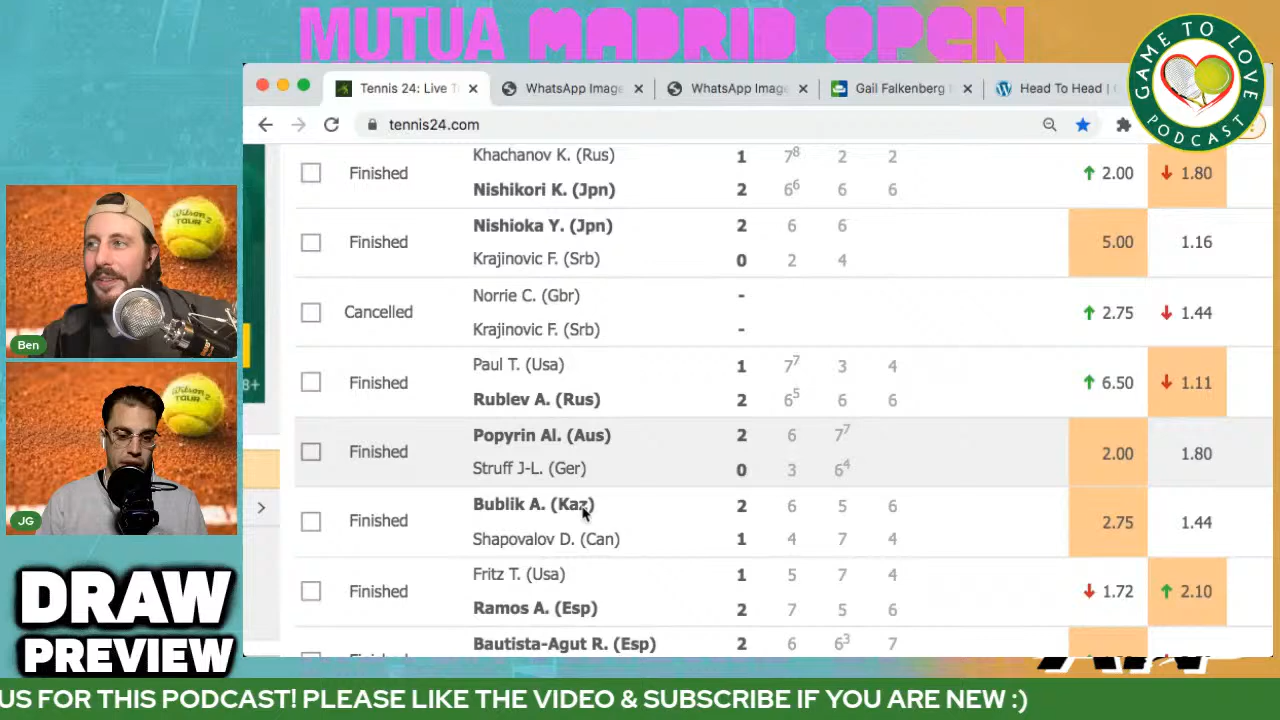 MUTUA MADRID OPEN
GAME TO LOVE
PODCAST
Tennis 24: Live T
WhatsApp Image
WhatsApp Image
Gail Falkenberg
Head To Head |
tennis24.com
Khachanov K. (Rus) 1 7⁸ 2 2
Finished 2.00 1.80
Nishikori K. (Jpn) 2 6⁶ 6 6
Nishioka Y. (Jpn) 2 6 6
Finished 5.00 1.16
Krajinovic F. (Srb) 0 2 4
Norrie C. (Gbr) -
Cancelled 2.75 1.44
Krajinovic F. (Srb) -
Paul T. (Usa) 1 7⁷ 3 4
Finished 6.50 1.11
Rublev A. (Rus) 2 6⁵ 6 6
Popyrin Al. (Aus) 2 6 7⁷
Finished 2.00 1.80
Struff J-L. (Ger) 0 3 6⁴
Bublik A. (Kaz) 2 6 5 6
Finished 2.75 1.44
Shapovalov D. (Can) 1 4 7 4
Fritz T. (Usa) 1 5 7 4
Finished 1.72 2.10
Ramos A. (Esp) 2 7 5 6
Bautista-Agut R. (Esp) 2 6 6³ 7
8+
Wilson
TOUR
Ben
Wilson
TOUR
JG
DRAW
PREVIEW
US FOR THIS PODCAST! PLEASE LIKE THE VIDEO & SUBSCRIBE IF YOU ARE NEW :)